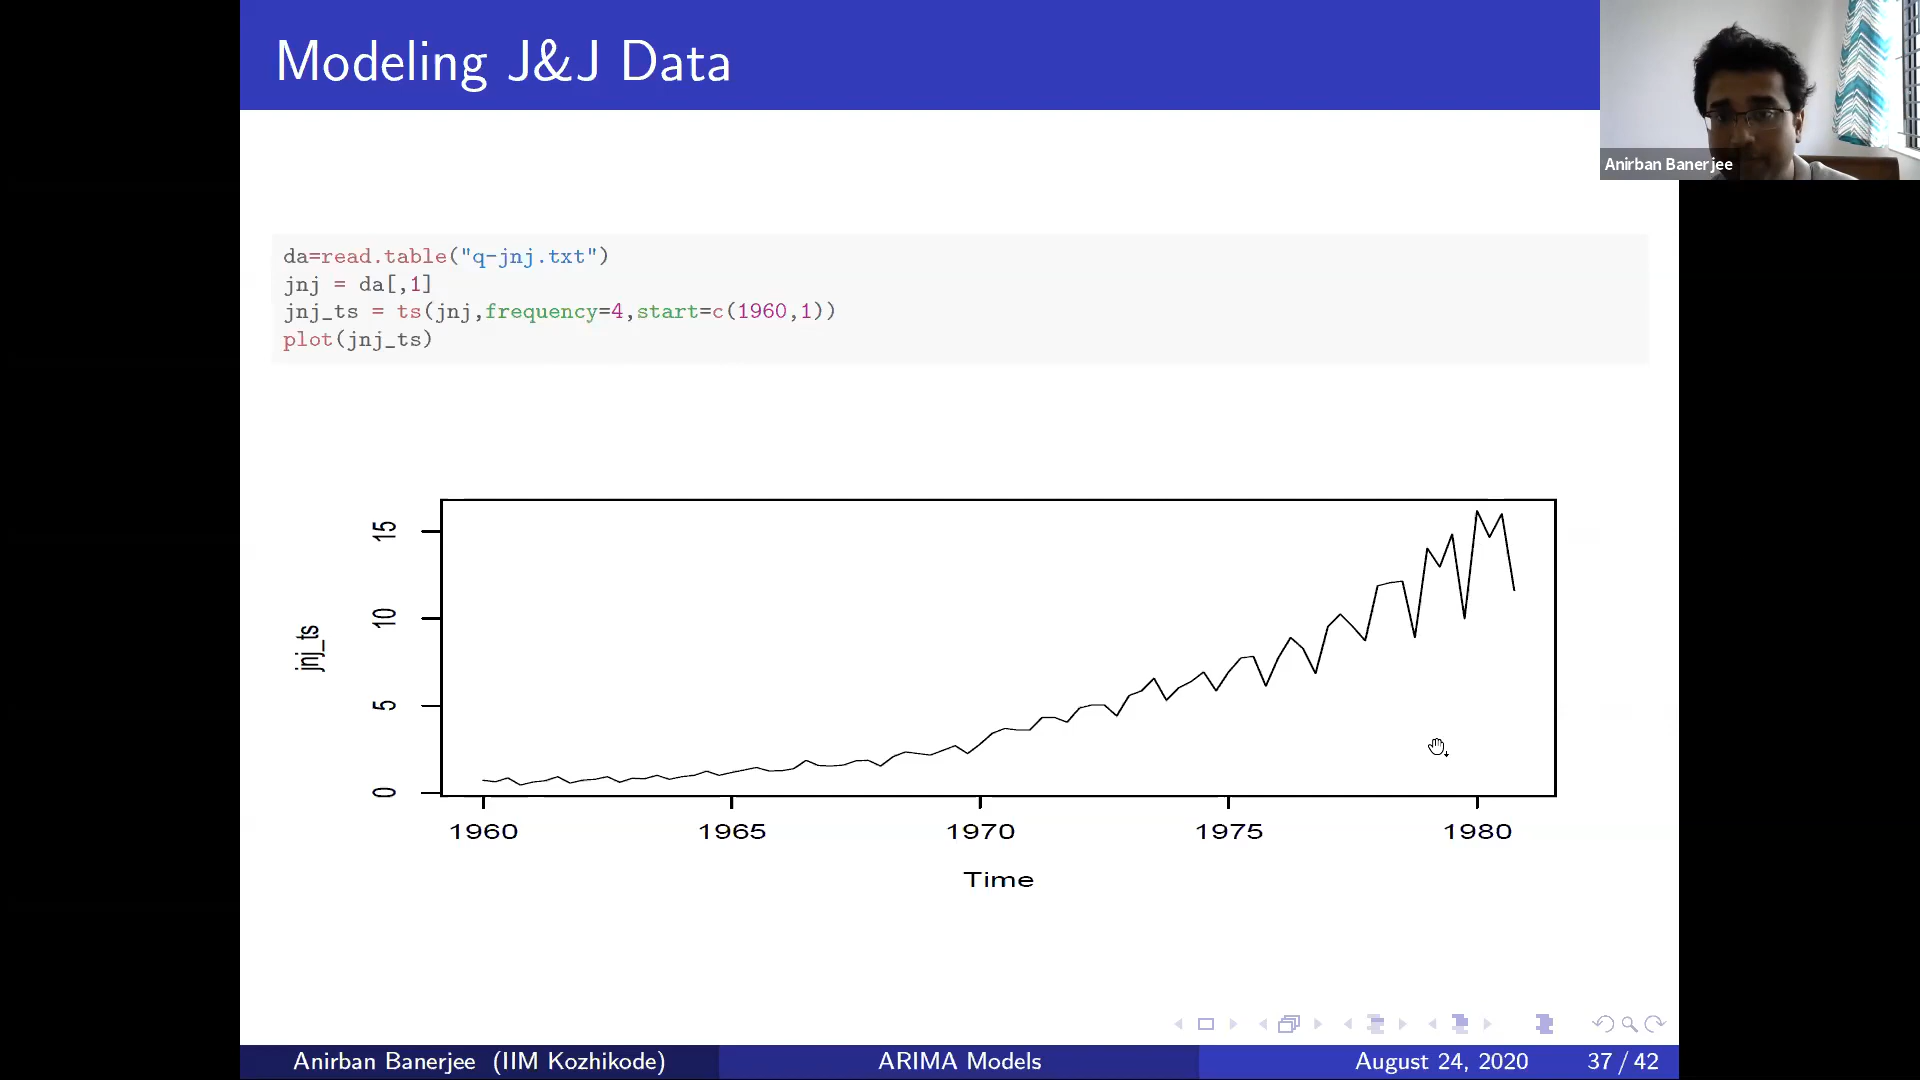 Modeling J&J Data
Anirban Banerjee
da=read.table("q-jnj.txt")
jnj = da[,1]
jnj_ts = ts(jnj,frequency=4,start=c(1960,1))
plot(jnj_ts)
jnj_ts
15
10
5
0
1960 1965 1970 1975 1980
Time
Anirban Banerjee (IIM Kozhikode) ARIMA Models August 24, 2020 37 / 42